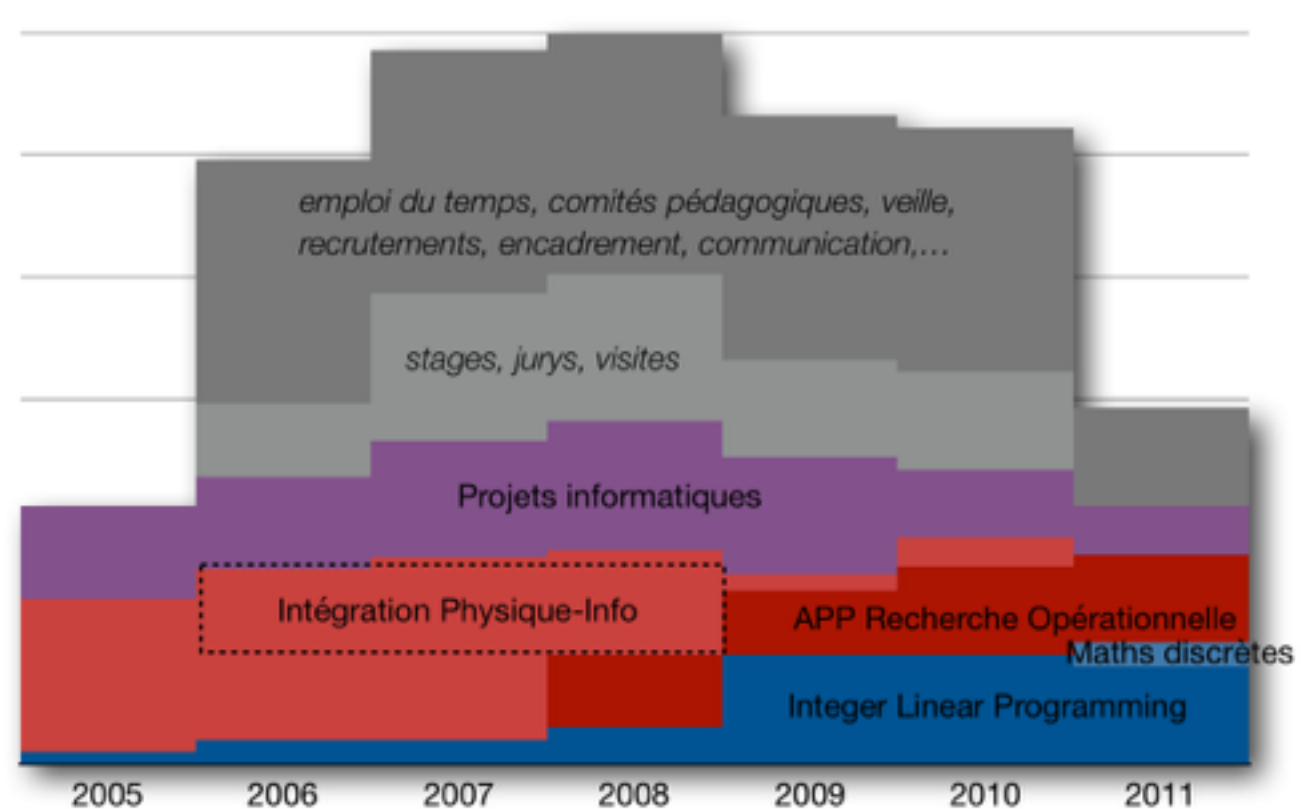 emploi du temps, comités pédagogiques, veille,
recrutements, encadrement, communication,…
stages, jurys, visites
Projets informatiques
Intégration Physique-Info
APP Recherche Opérationnelle
Maths discrètes
Integer Linear Programming
2005 2006 2007 2008 2009 2010 2011